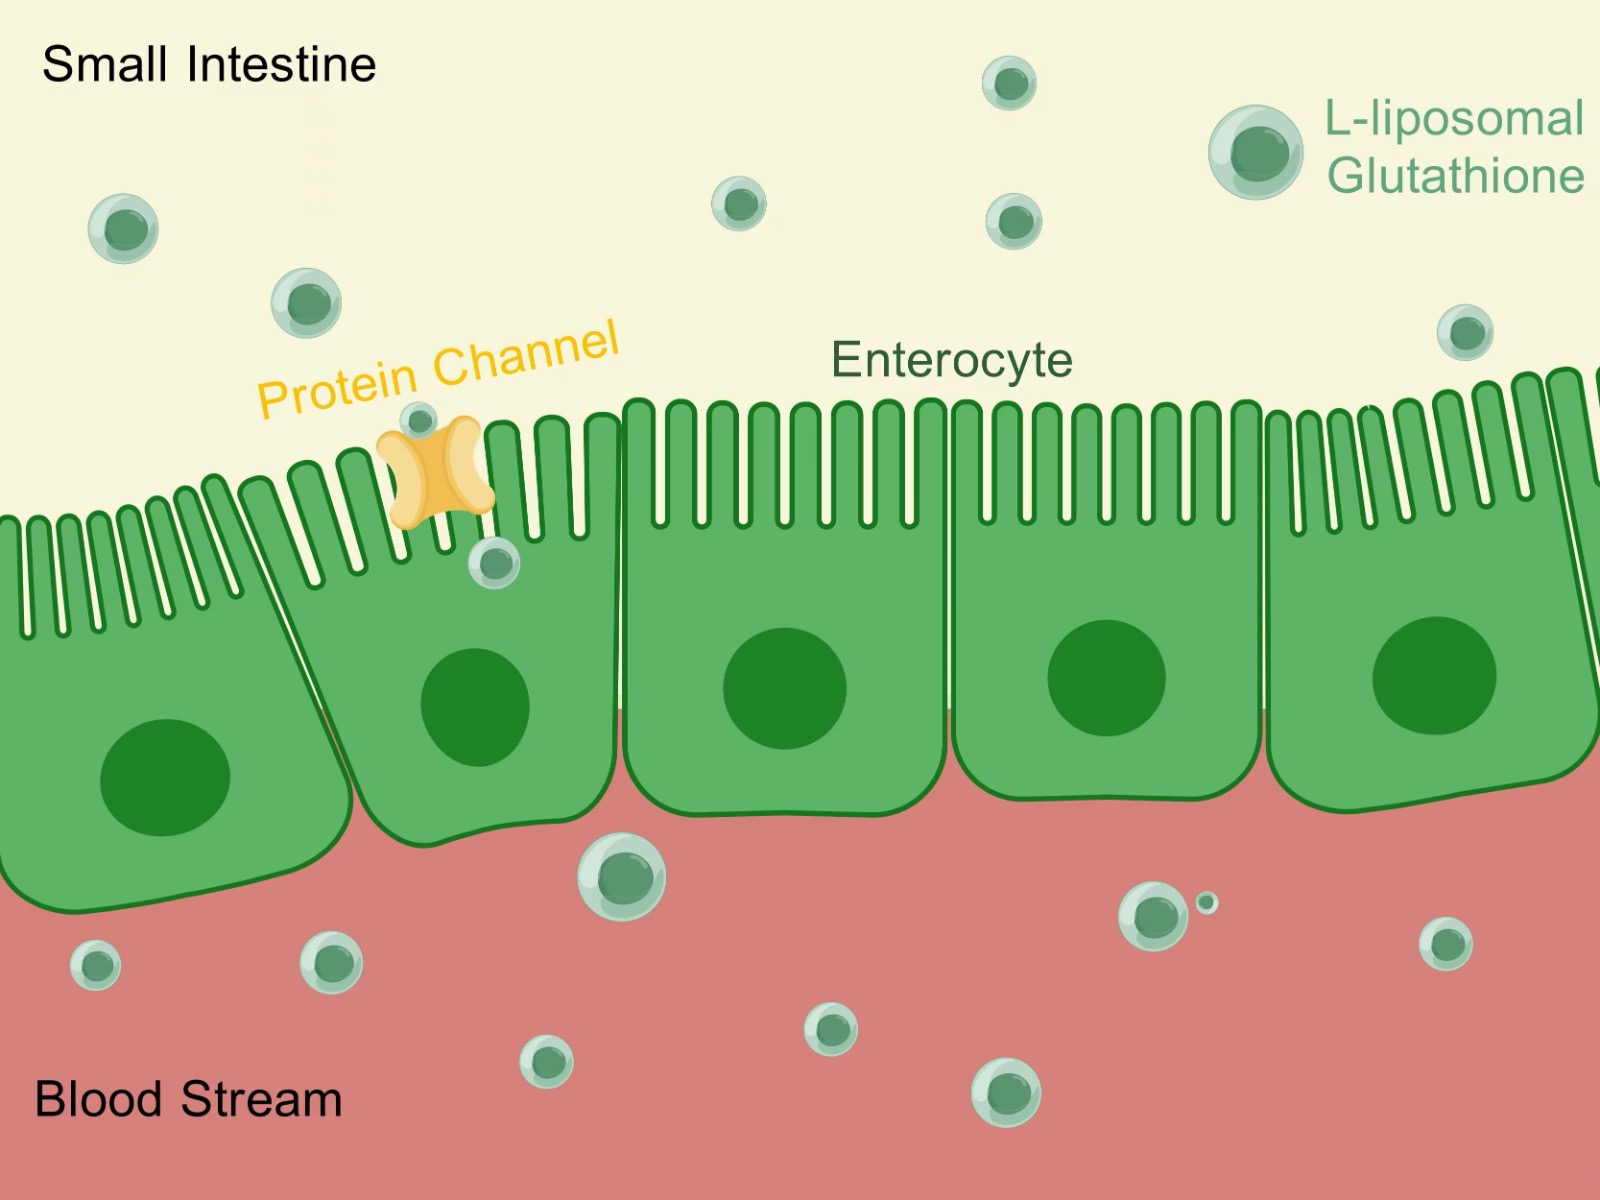 Small Intestine
L-liposomal
Glutathione
Protein Channel
Enterocyte
Blood Stream